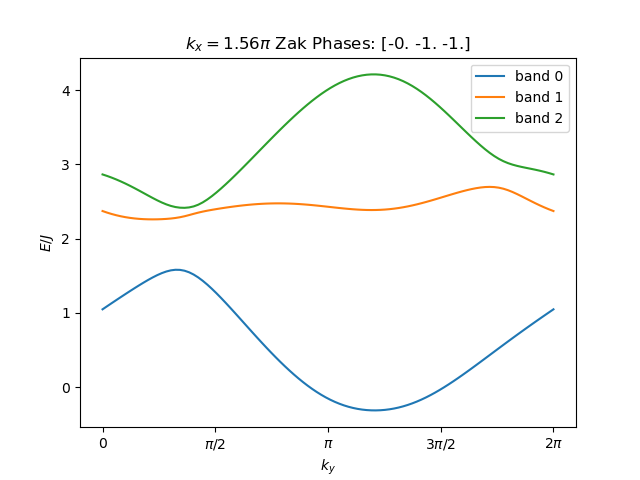 k_x = 1.56π Zak Phases: [-0. -1. -1.]
band 0
band 1
band 2
4
3
2
1
0
E/J
0
π/2
π
3π/2
2π
k_y